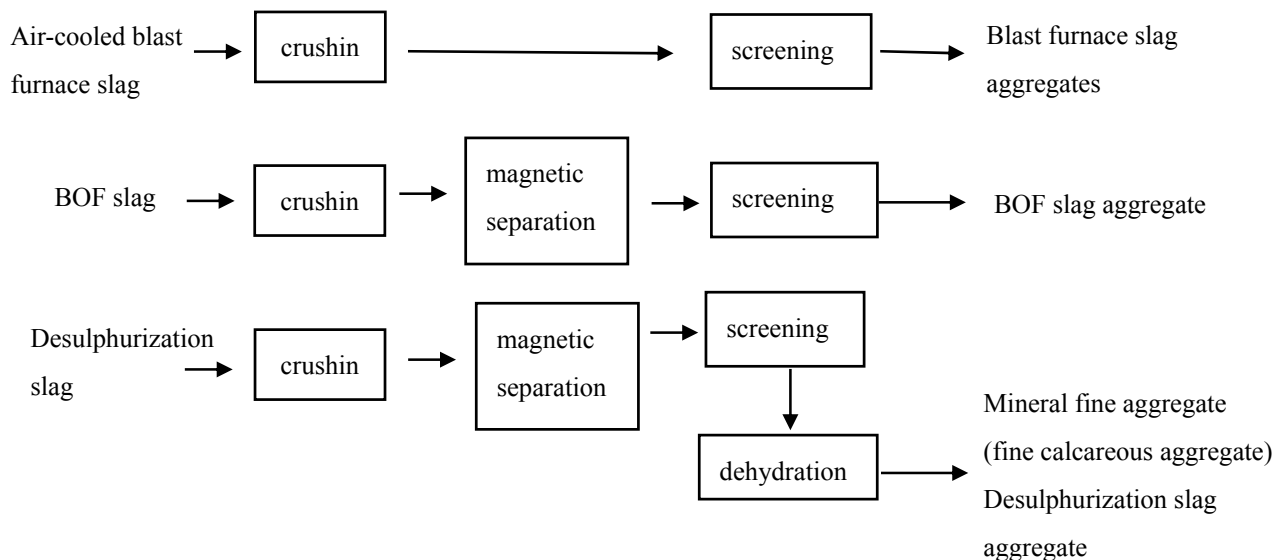 Air-cooled blast
furnace slag
crushin
screening
Blast furnace slag
aggregates
BOF slag
crushin
magnetic
separation
screening
BOF slag aggregate
Desulphurization
slag
crushin
magnetic
separation
screening
dehydration
Mineral fine aggregate
(fine calcareous aggregate)
Desulphurization slag
aggregate